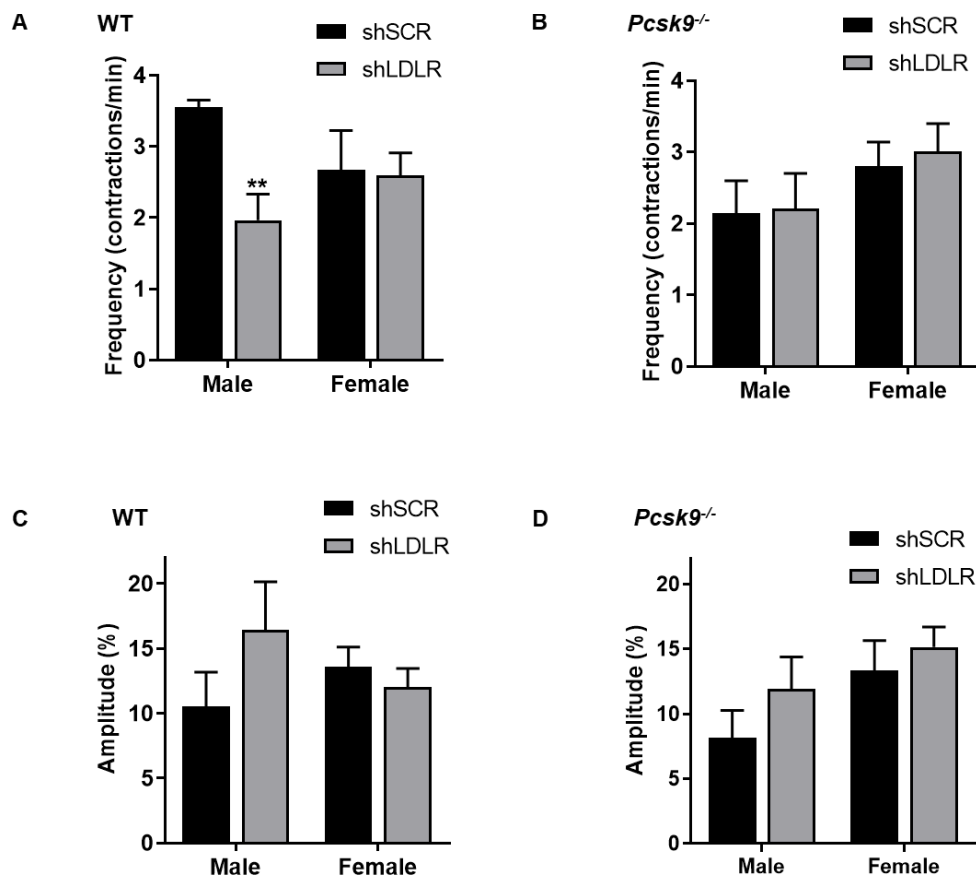 A
WT
shSCR
shLDLR
Frequency (contractions/min)
4
3
2
1
0
**
Male
Female
B
Pcsk9-/-
shSCR
shLDLR
Frequency (contractions/min)
4
3
2
1
0
Male
Female
C
WT
shSCR
shLDLR
Amplitude (%)
20
15
10
5
0
Male
Female
D
Pcsk9-/-
shSCR
shLDLR
Amplitude (%)
20
15
10
5
0
Male
Female